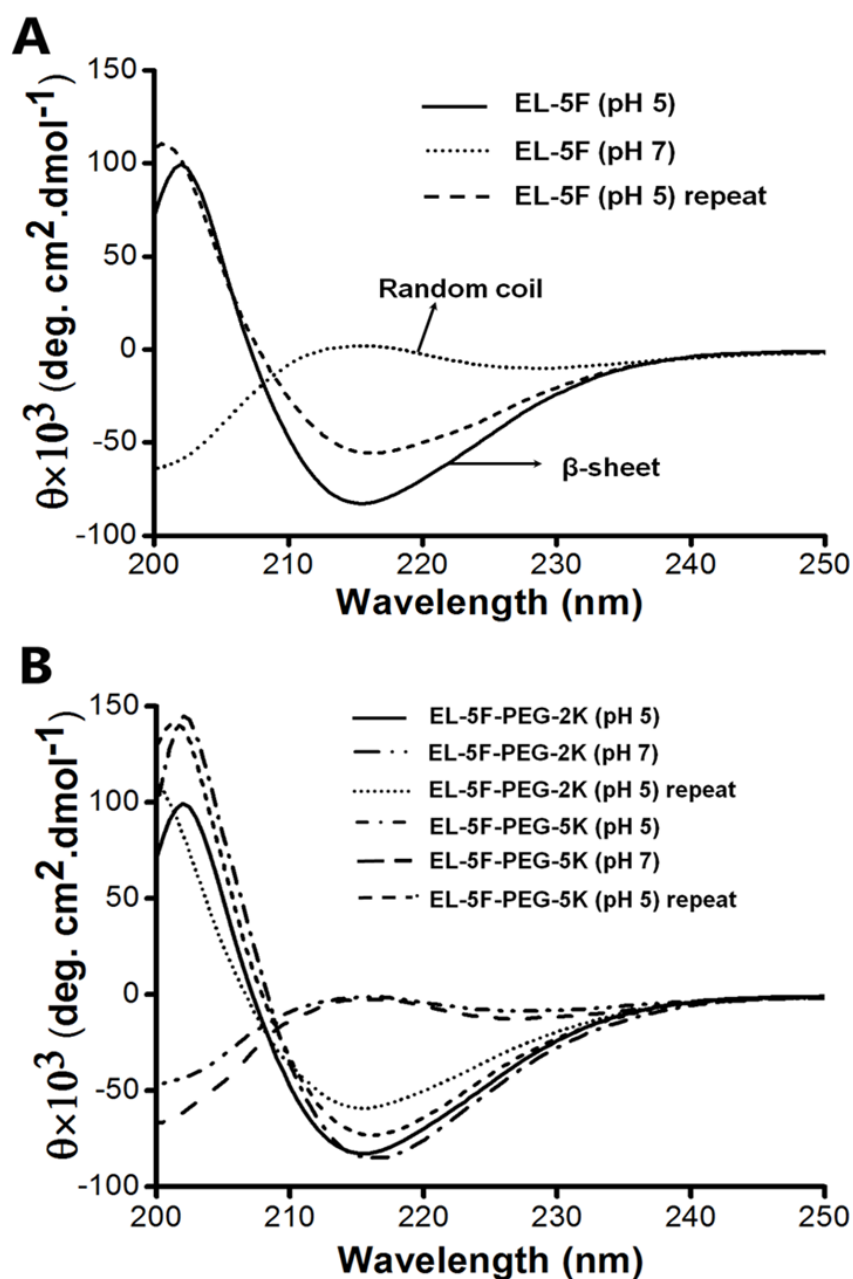 A
EL-5F (pH 5)
EL-5F (pH 7)
EL-5F (pH 5) repeat
Random coil
β-sheet
θ×10³ (deg. cm².dmol⁻¹)
150
100
50
0
-50
-100
200
210
220
230
240
250
Wavelength (nm)
B
EL-5F-PEG-2K (pH 5)
EL-5F-PEG-2K (pH 7)
EL-5F-PEG-2K (pH 5) repeat
EL-5F-PEG-5K (pH 5)
EL-5F-PEG-5K (pH 7)
EL-5F-PEG-5K (pH 5) repeat
θ×10³ (deg. cm².dmol⁻¹)
150
100
50
0
-50
-100
200
210
220
230
240
250
Wavelength (nm)